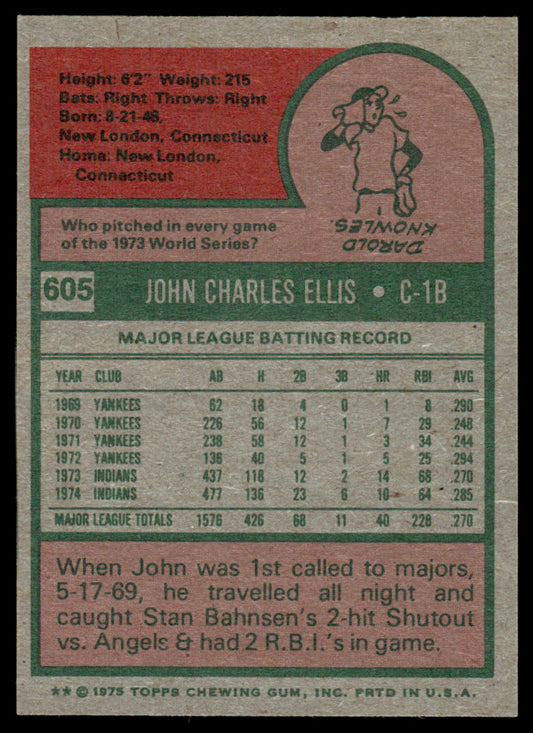 Height: 6'2" Weight: 215
Bats: Right Throws: Right
Born: 8-21-48,
New London, Connecticut
Home: New London,
Connecticut
Who pitched in every game
of the 1973 World Series?
DAROLD
KNOWLES.
605 JOHN CHARLES ELLIS • C-1B
MAJOR LEAGUE BATTING RECORD
YEAR CLUB AB H 2B 3B HR RBI AVG
1969 YANKEES 62 18 4 0 1 8 .290
1970 YANKEES 226 56 12 1 7 29 .248
1971 YANKEES 238 58 12 1 3 34 .244
1972 YANKEES 136 40 5 1 5 25 .294
1973 INDIANS 437 118 12 2 14 68 .270
1974 INDIANS 477 136 23 6 10 64 .285
MAJOR LEAGUE TOTALS 1576 426 68 11 40 228 .270
When John was 1st called to majors,
5-17-69, he travelled all night and
caught Stan Bahnsen's 2-hit Shutout
vs. Angels & had 2 R.B.I.'s in game.
★★ © 1975 TOPPS CHEWING GUM, INC. PRTD IN U.S.A.